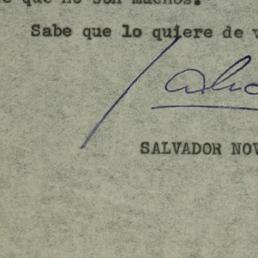 que no son muchos.
Sabe que lo quiere de v
SALVADOR NOV